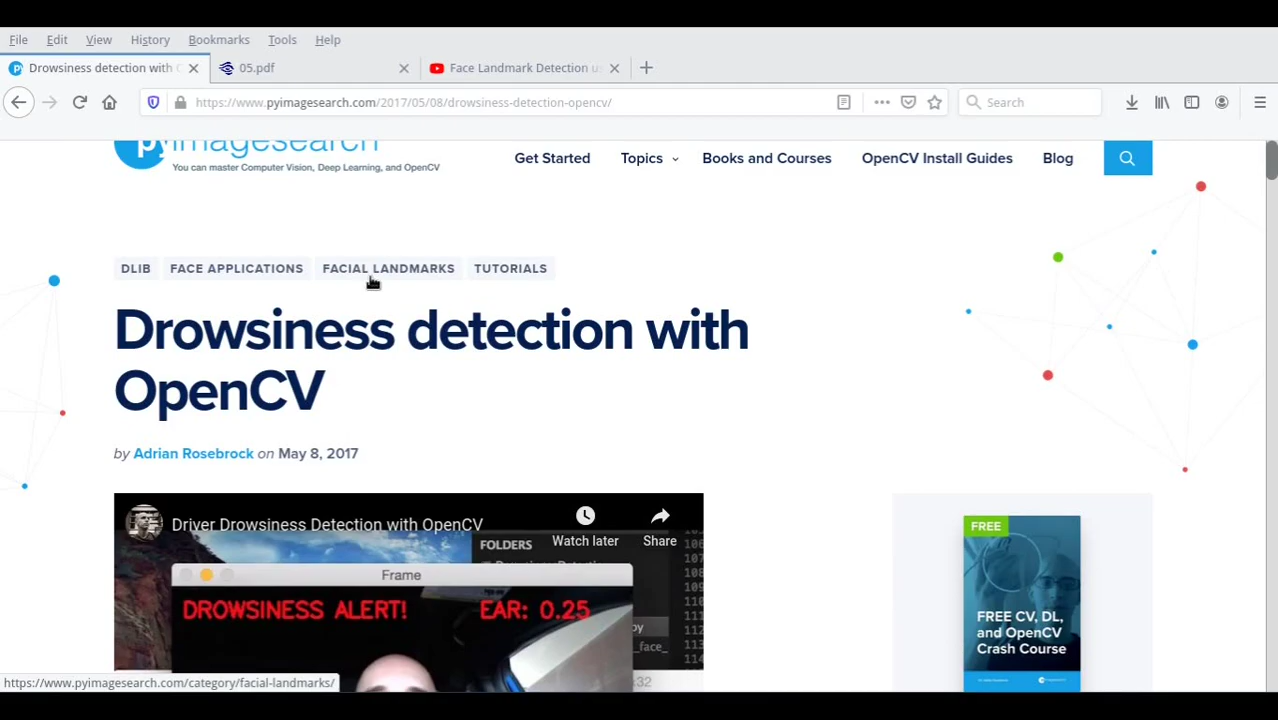 File Edit View History Bookmarks Tools Help
Drowsiness detection with 05.pdf Face Landmark Detection u
https://www.pyimagesearch.com/2017/05/08/drowsiness-detection-opencv/ Search
pyimagesearch
You can master Computer Vision, Deep Learning, and OpenCV
Get Started Topics Books and Courses OpenCV Install Guides Blog
DLIB FACE APPLICATIONS FACIAL LANDMARKS TUTORIALS
Drowsiness detection with
OpenCV
by Adrian Rosebrock on May 8, 2017
Driver Drowsiness Detection with OpenCV
Watch later Share
FOLDERS
Frame
DROWSINESS ALERT! EAR: 0.25
py
_face_
FREE
FREE CV, DL,
and OpenCV
Crash Course
https://www.pyimagesearch.com/category/facial-landmarks/